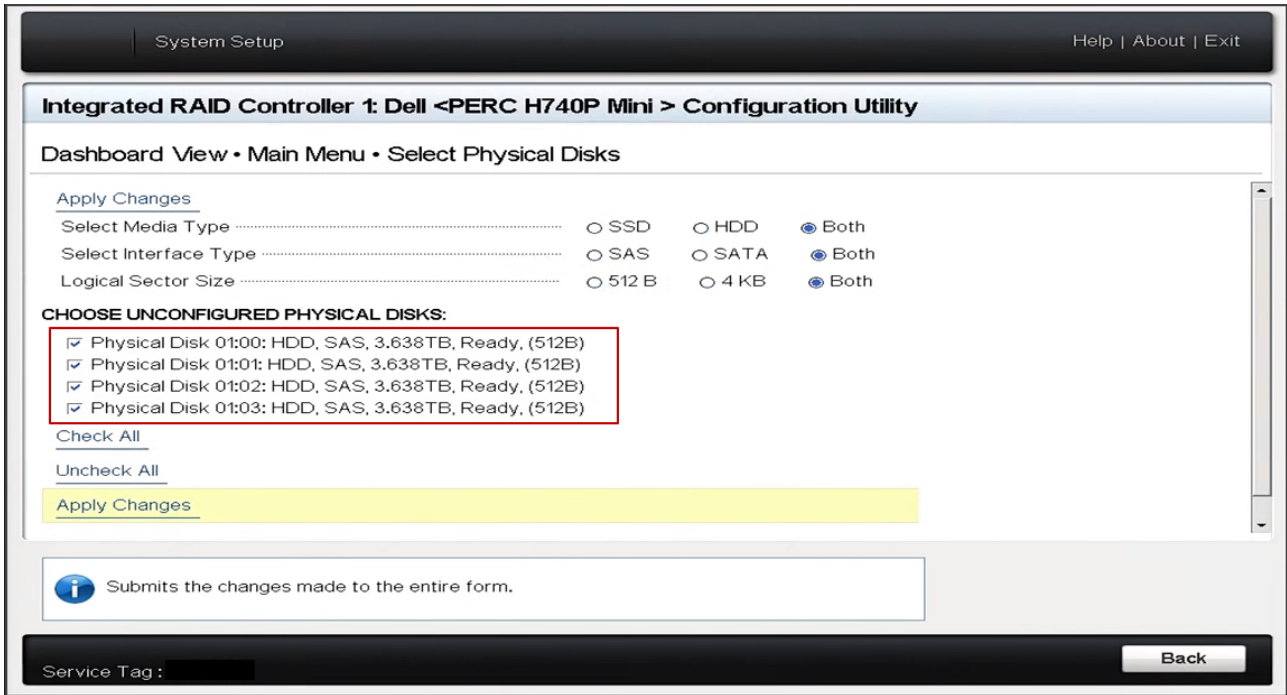 System Setup
Help | About | Exit
Integrated RAID Controller 1: Dell <PERC H740P Mini > Configuration Utility
Dashboard View • Main Menu • Select Physical Disks
Apply Changes
Select Media Type SSD HDD Both
Select Interface Type SAS SATA Both
Logical Sector Size 512 B 4 KB Both
CHOOSE UNCONFIGURED PHYSICAL DISKS:
Physical Disk 01:00: HDD, SAS, 3.638TB, Ready, (512B)
Physical Disk 01:01: HDD, SAS, 3.638TB, Ready, (512B)
Physical Disk 01:02: HDD, SAS, 3.638TB, Ready, (512B)
Physical Disk 01:03: HDD, SAS, 3.638TB, Ready, (512B)
Check All
Uncheck All
Apply Changes
Submits the changes made to the entire form.
Service Tag :
Back